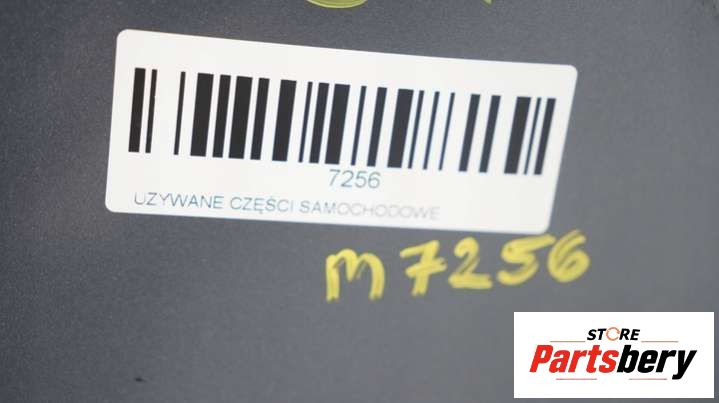 7256
UZYWANE CZĘŚCI SAMOCHODOWE
m7256
STORE
Partsbery